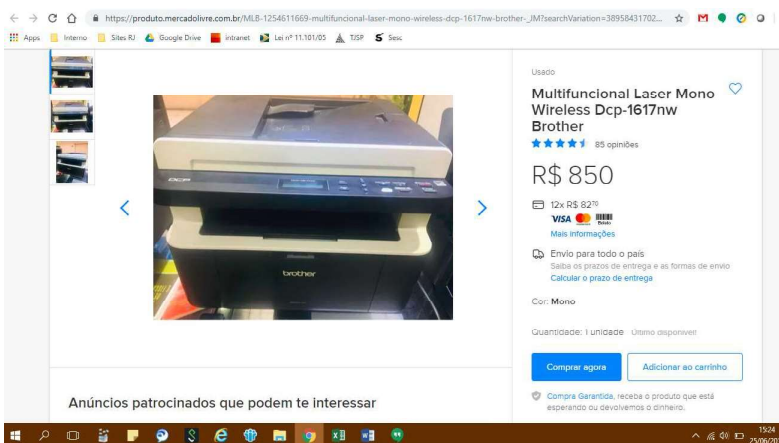 https://produto.mercadolivre.com.br/MLB-1254611669-multifuncional-laser-mono-wireless-dcp-1617nw-brother-_JM?searchVariation=38958431702...
Apps Interno Sites RJ Google Drive intranet Lei nº 11.101/05 TJSP Sesc
Usado
Multifuncional Laser Mono
Wireless Dcp-1617nw
Brother
85 opiniões
R$ 850
12x R$ 82⁷⁰
VISA Boleto
Mais informações
Envio para todo o país
Saiba os prazos de entrega e as formas de envio
Calcular o prazo de entrega
Cor: Mono
Quantidade: 1 unidade Último disponível!
Comprar agora
Adicionar ao carrinho
Compra Garantida, receba o produto que está
esperando ou devolvemos o dinheiro.
DCP
brother
Anúncios patrocinados que podem te interessar
15:24